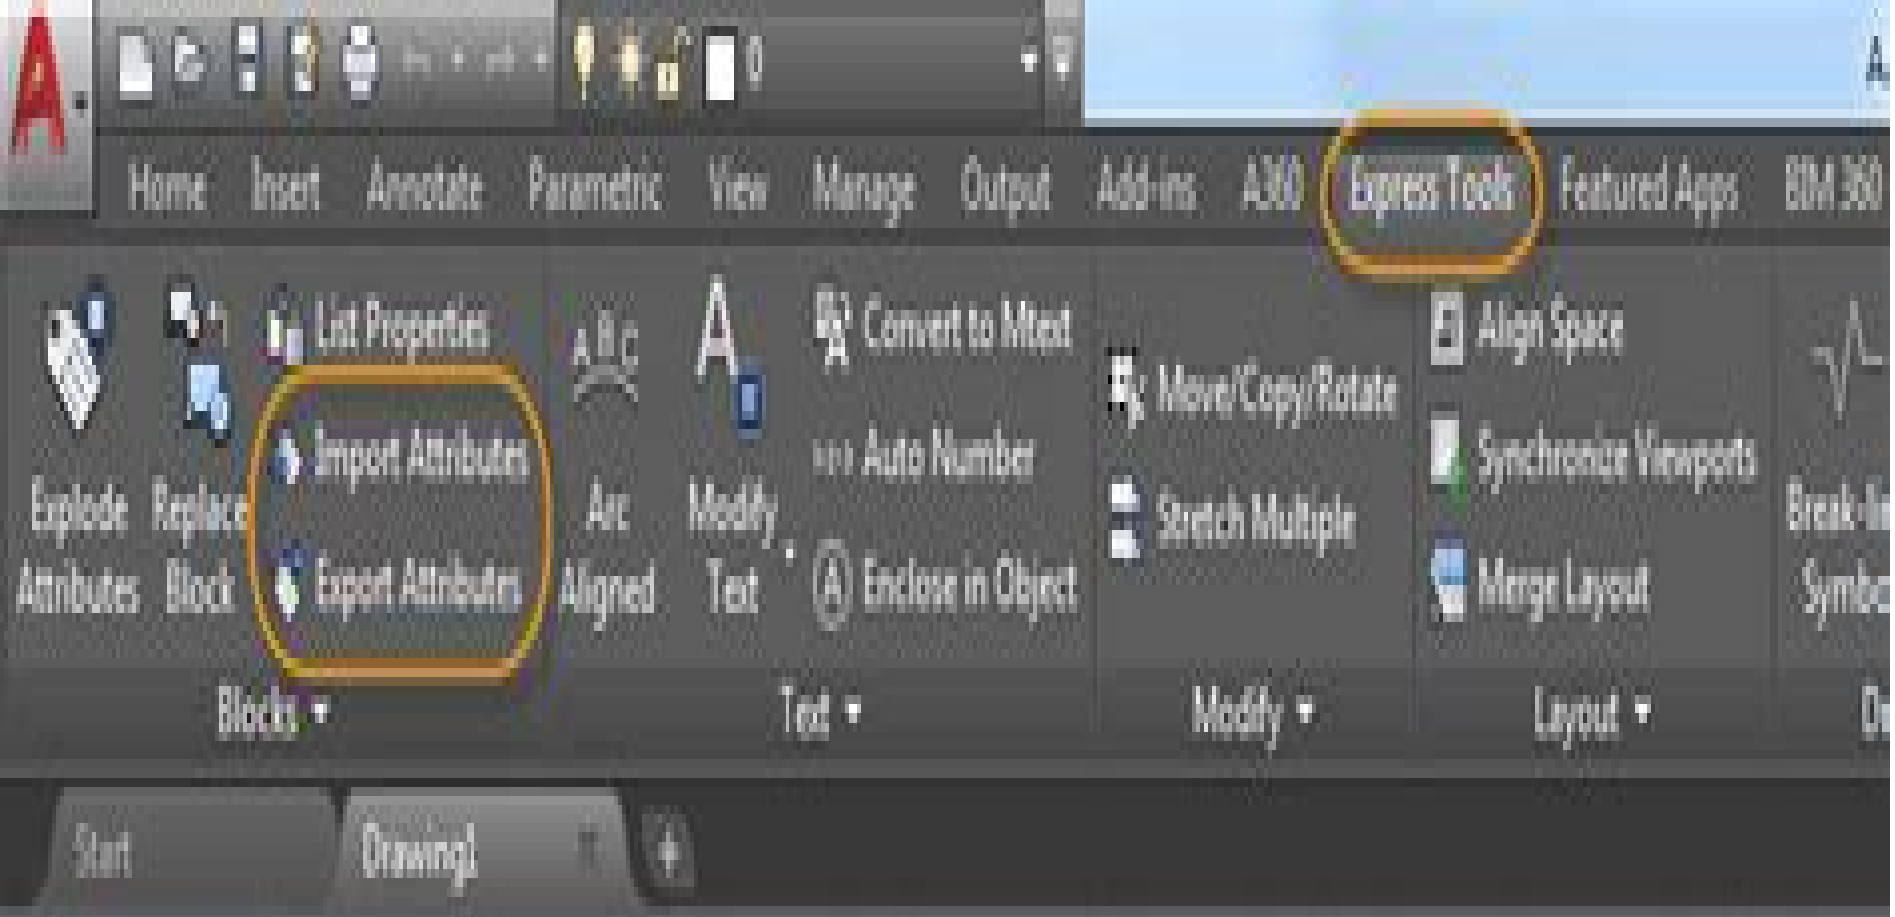 0
Home Insert Annotate Parametric View Manage Output Add-ins A360 Express Tools Featured Apps BIM 360
Explode Attributes
Replace Block
List Properties
Import Attributes
Export Attributes
Blocks
Arc Aligned
Modify Text
Convert to Mtext
Auto Number
Enclose in Object
Text
Move/Copy/Rotate
Stretch Multiple
Modify
Align Space
Synchronize Viewports
Merge Layout
Layout
Start Drawing1